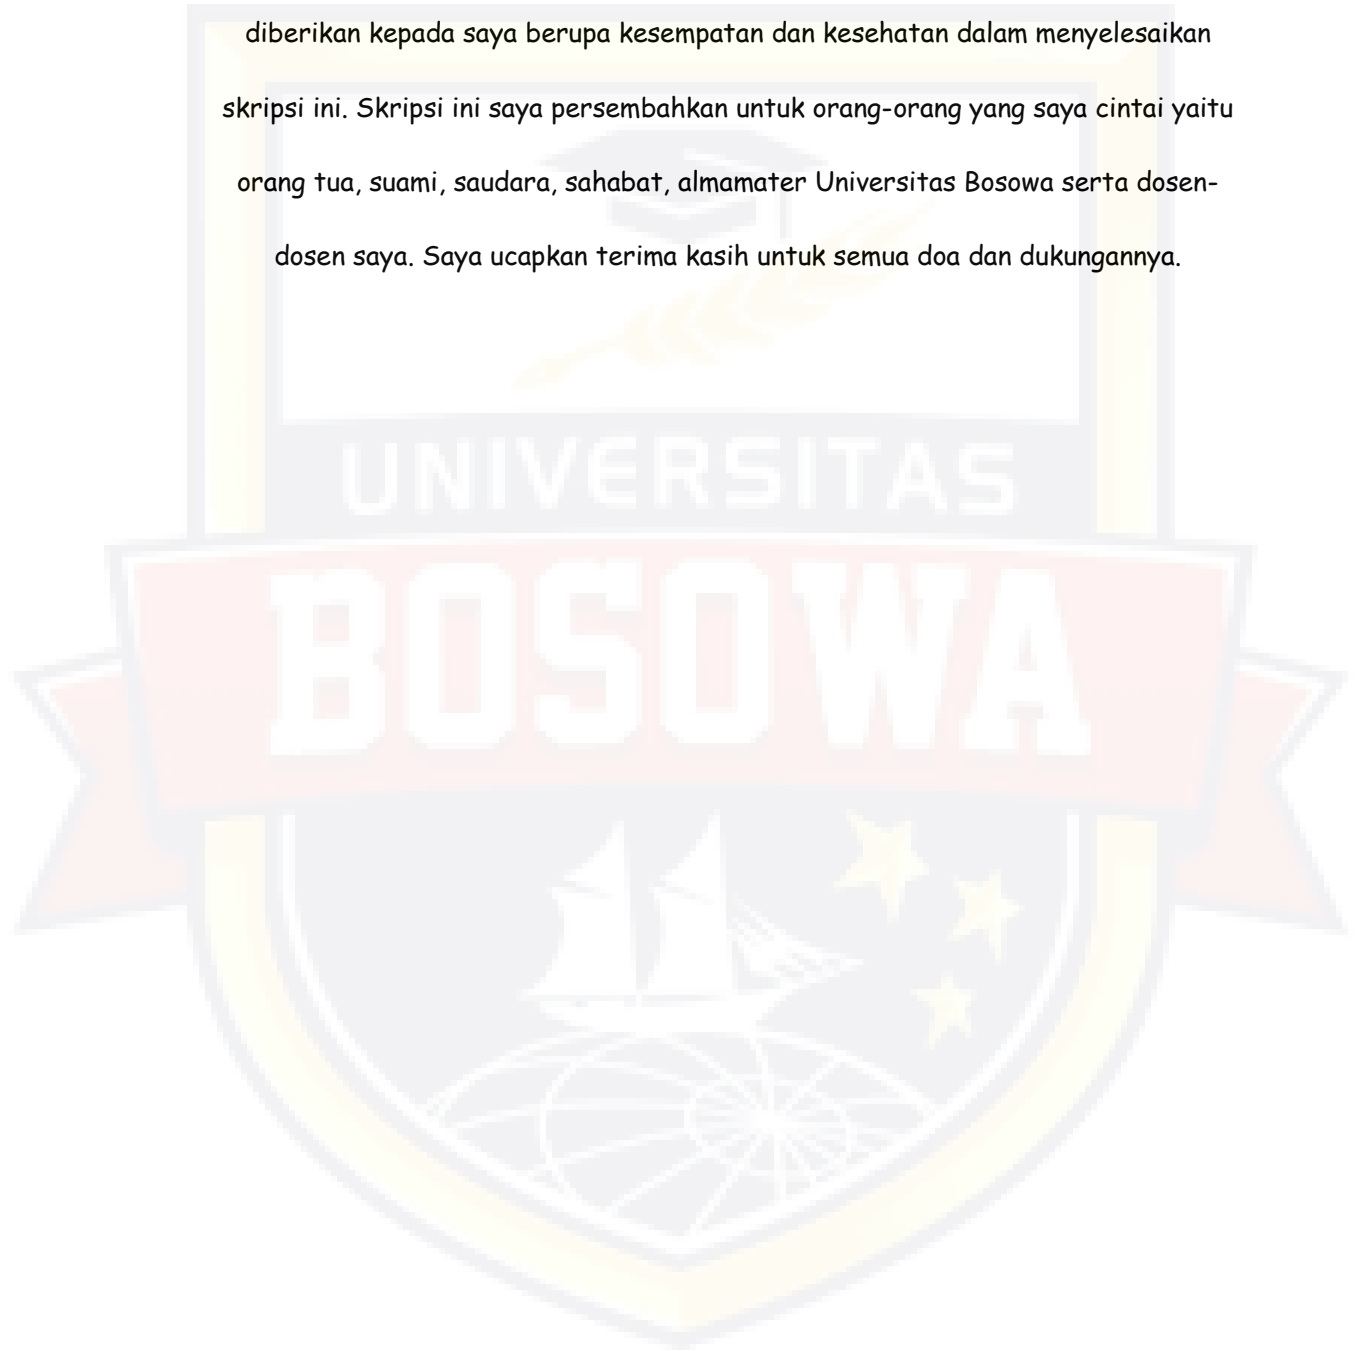 diberikan kepada saya berupa kesempatan dan kesehatan dalam menyelesaikan
skripsi ini. Skripsi ini saya persembahkan untuk orang-orang yang saya cintai yaitu
orang tua, suami, saudara, sahabat, almamater Universitas Bosowa serta dosen-
dosen saya. Saya ucapkan terima kasih untuk semua doa dan dukungannya.
UNIVERSITAS
BOSOWA